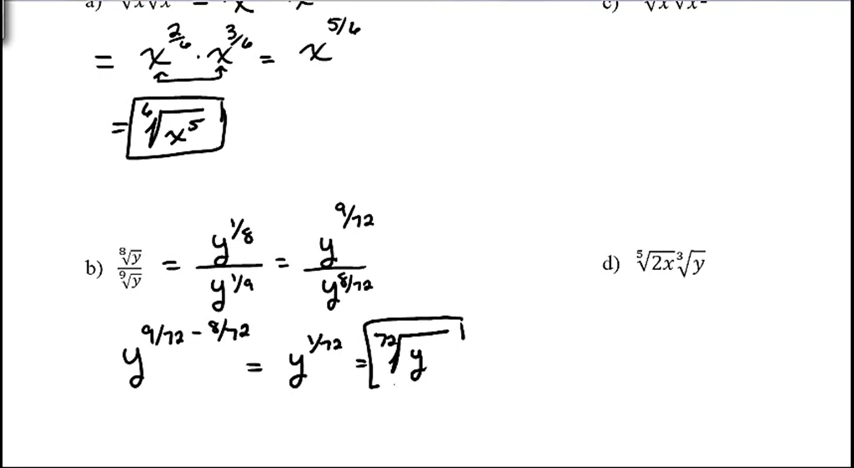 a) ∛x√x =
= x^{2/6} · x^{3/6} = x^{5/6}
= ⁶√x⁵
b) ⁸√y / ⁹√y = y^{1/8} / y^{1/9} = y^{9/72} / y^{8/72}
y^{9/72 - 8/72} = y^{1/72} = ⁷²√y
c)
d) ⁵√2x ³√y